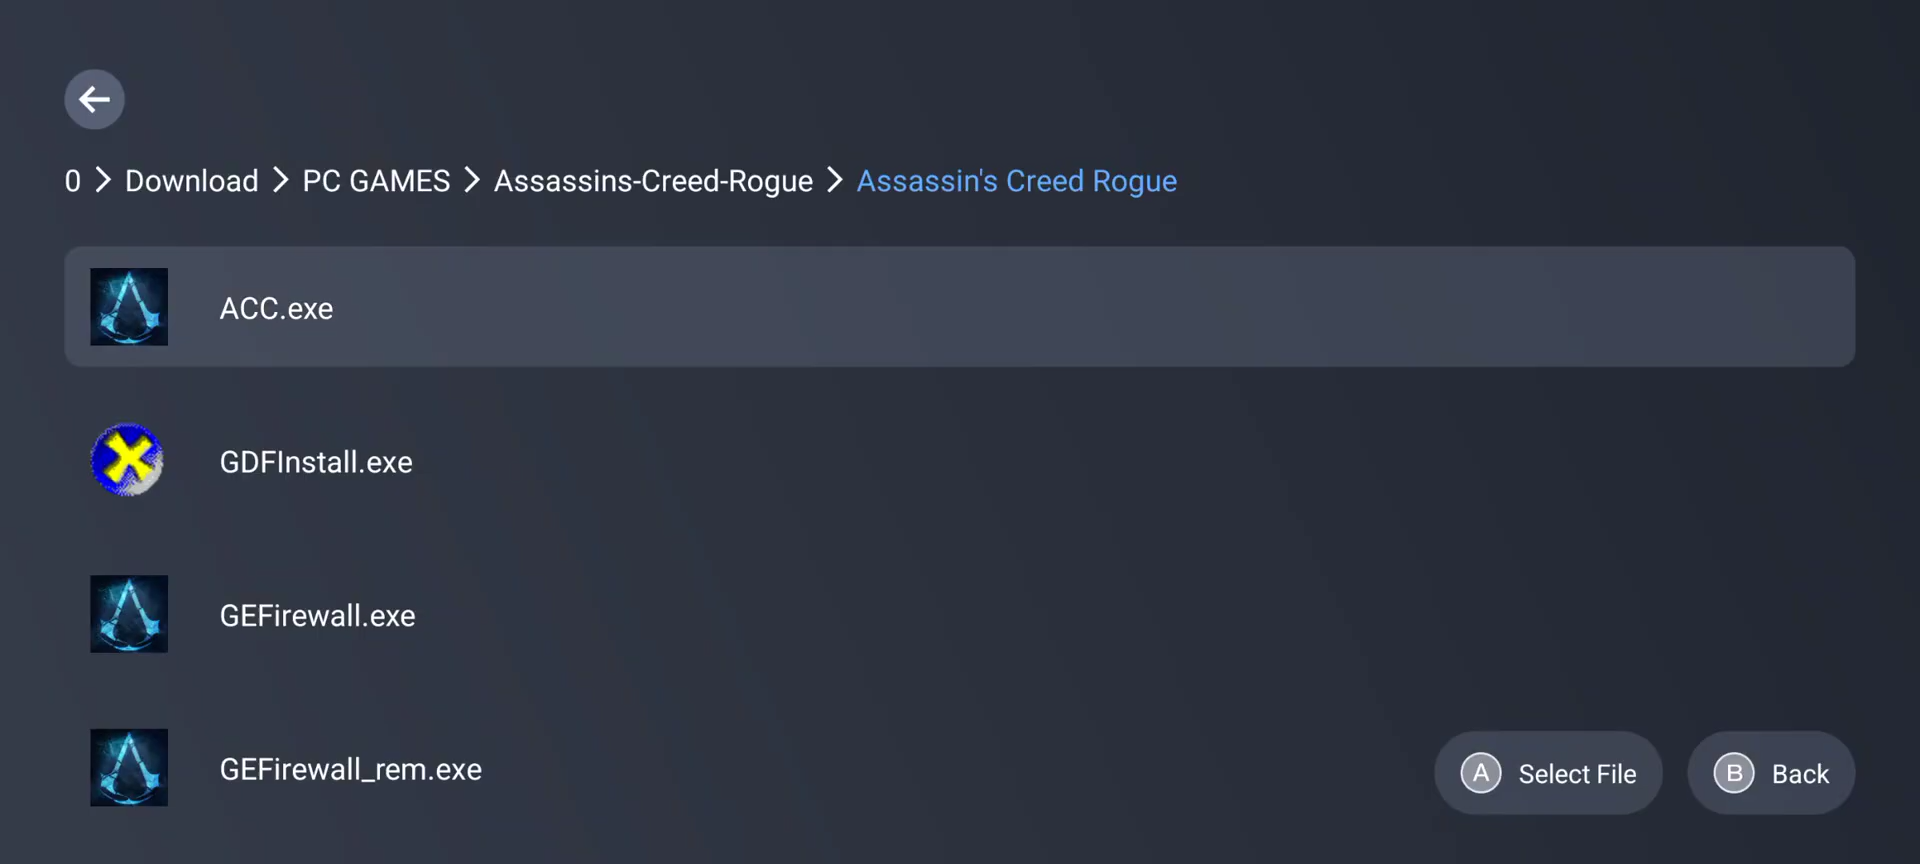 0 > Download > PC GAMES > Assassins-Creed-Rogue > Assassin's Creed Rogue
ACC.exe
GDFInstall.exe
GEFirewall.exe
GEFirewall_rem.exe
A Select File B Back